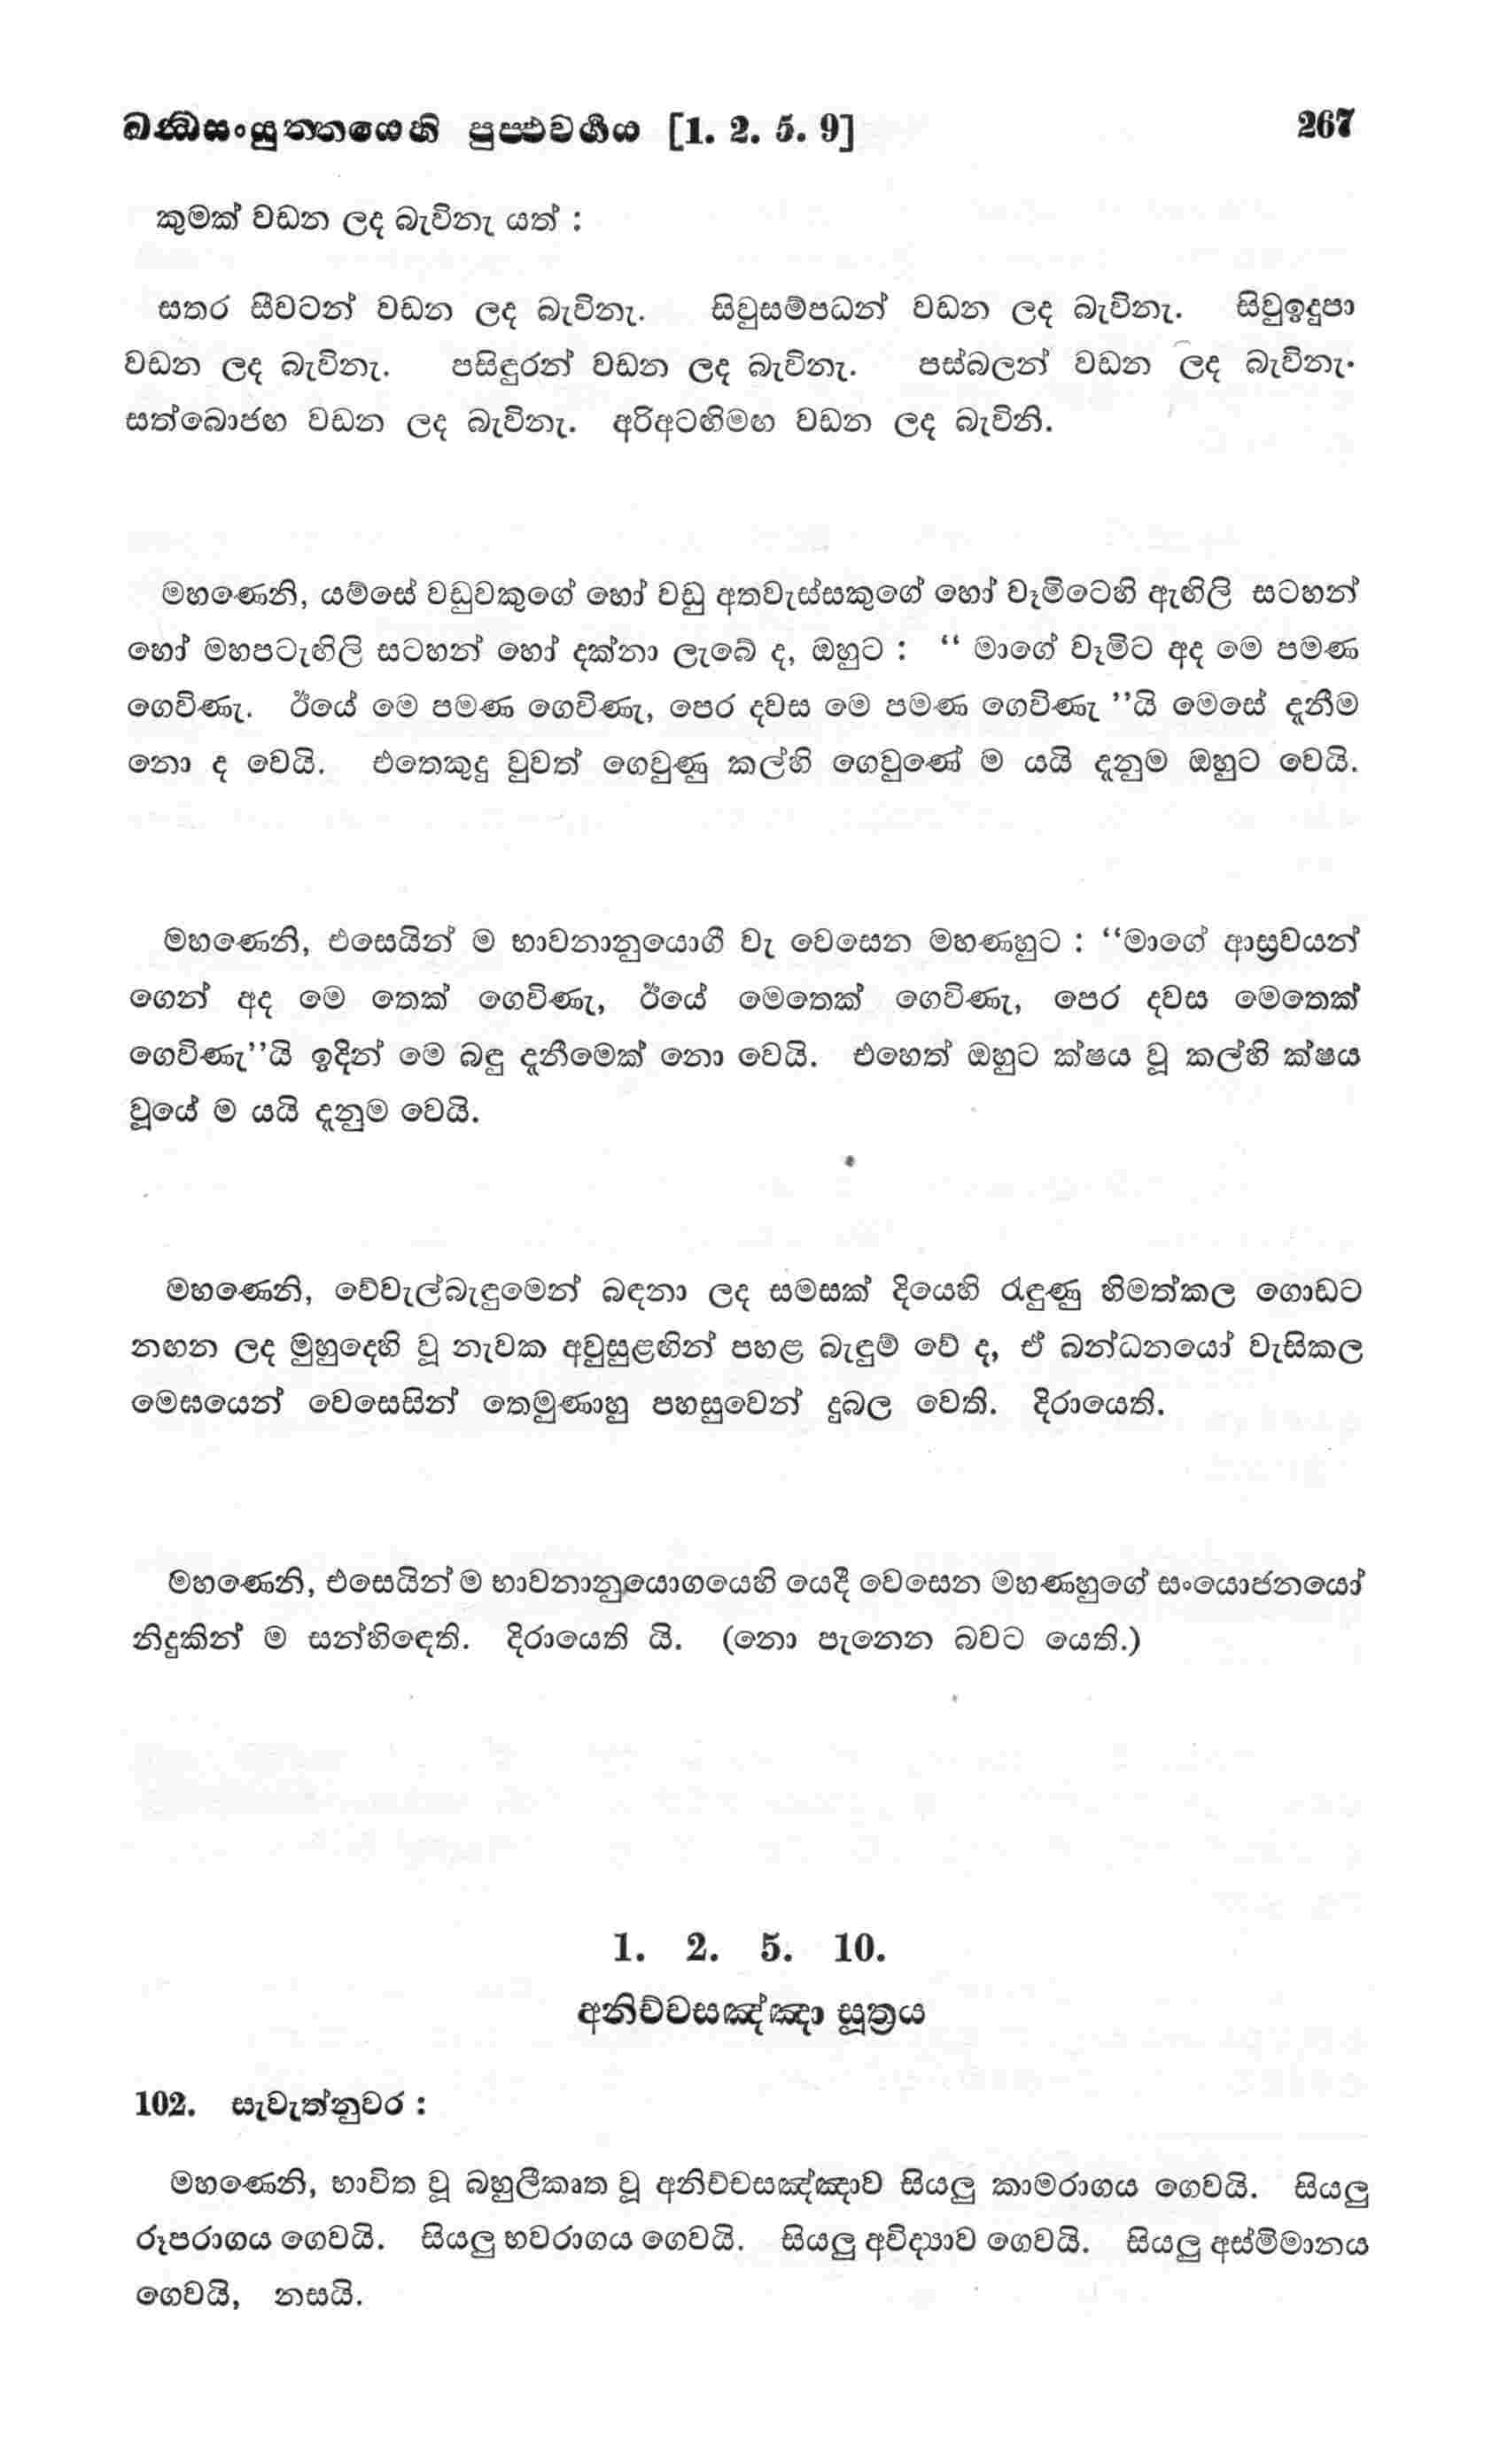 ඛන්‍ධසංයුත්තයෙහි පුප්ඵවර්‍ගය [1. 2. 5. 9] 267
කුමක් වඩන ලද බැවිනැ යත් :
සතර සීවටන් වඩන ලද බැවිනැ. සිවුසම්පධන් වඩන ලද බැවිනැ. සිවුඉදුපා
වඩන ලද බැවිනැ. පසිඳුරන් වඩන ලද බැවිනැ. පස්බලන් වඩන ලද බැවිනැ.
සත්බොජඟ වඩන ලද බැවිනැ. අරිඅටඟිමඟ වඩන ලද බැවිනි.
මහණෙනි, යම්සේ වඩුවකුගේ හෝ වඩු අතවැස්සකුගේ හෝ වෑමිටෙහි ඇඟිලි සටහන්
හෝ මහපටැඟිලි සටහන් හෝ දක්නා ලැබේ ද, ඔහුට : “ මාගේ වෑමිට අද මෙ පමණ
ගෙවිණැ. ඊයේ මෙ පමණ ගෙවිණැ, පෙර දවස මෙ පමණ ගෙවිණැ ”යි මෙසේ දැනීම
නො ද වෙයි. එතෙකුදු වුවත් ගෙවුණු කල්හි ගෙවුණේ ම යයි දැනුම ඔහුට වෙයි.
මහණෙනි, එසෙයින් ම භාවනානුයොගී වැ වෙසෙන මහණහුට : “මාගේ ආස්‍රවයන්
ගෙන් අද මෙ තෙක් ගෙවිණැ, ඊයේ මෙතෙක් ගෙවිණැ, පෙර දවස මෙතෙක්
ගෙවිණැ”යි ඉදින් මෙ බඳු දැනීමෙක් නො වෙයි. එහෙත් ඔහුට ක්ෂය වූ කල්හි ක්ෂය
වූයේ ම යයි දැනුම වෙයි.
මහණෙනි, වේවැල්බැඳුමෙන් බඳනා ලද සමසක් දියෙහි රැඳුණු හිමත්කල ගොඩට
නඟන ලද මුහුදෙහි වූ නැවක අවුසුළඟින් පහළ බැඳුම් වේ ද, ඒ බන්ධනයෝ වැසිකල
මෙඝයෙන් වෙසෙසින් තෙමුණාහු පහසුවෙන් දුබල වෙති. දිරායෙති.
මහණෙනි, එසෙයින් ම භාවනානුයොගයෙහි යෙදී වෙසෙන මහණහුගේ සංයොජනයෝ
නිදුකින් ම සන්හිඳෙති. දිරායෙති යි. (නො පැනෙන බවට යෙති.)
1. 2. 5. 10.
අනිච්චසඤ්ඤා සූත්‍රය
102. සැවැත්නුවර :
මහණෙනි, භාවිත වූ බහුලීකෘත වූ අනිච්චසඤ්ඤාව සියලු කාමරාගය ගෙවයි. සියලු
රූපරාගය ගෙවයි. සියලු භවරාගය ගෙවයි. සියලු අවිද්‍යාව ගෙවයි. සියලු අස්මිමානය
ගෙවයි, නසයි.